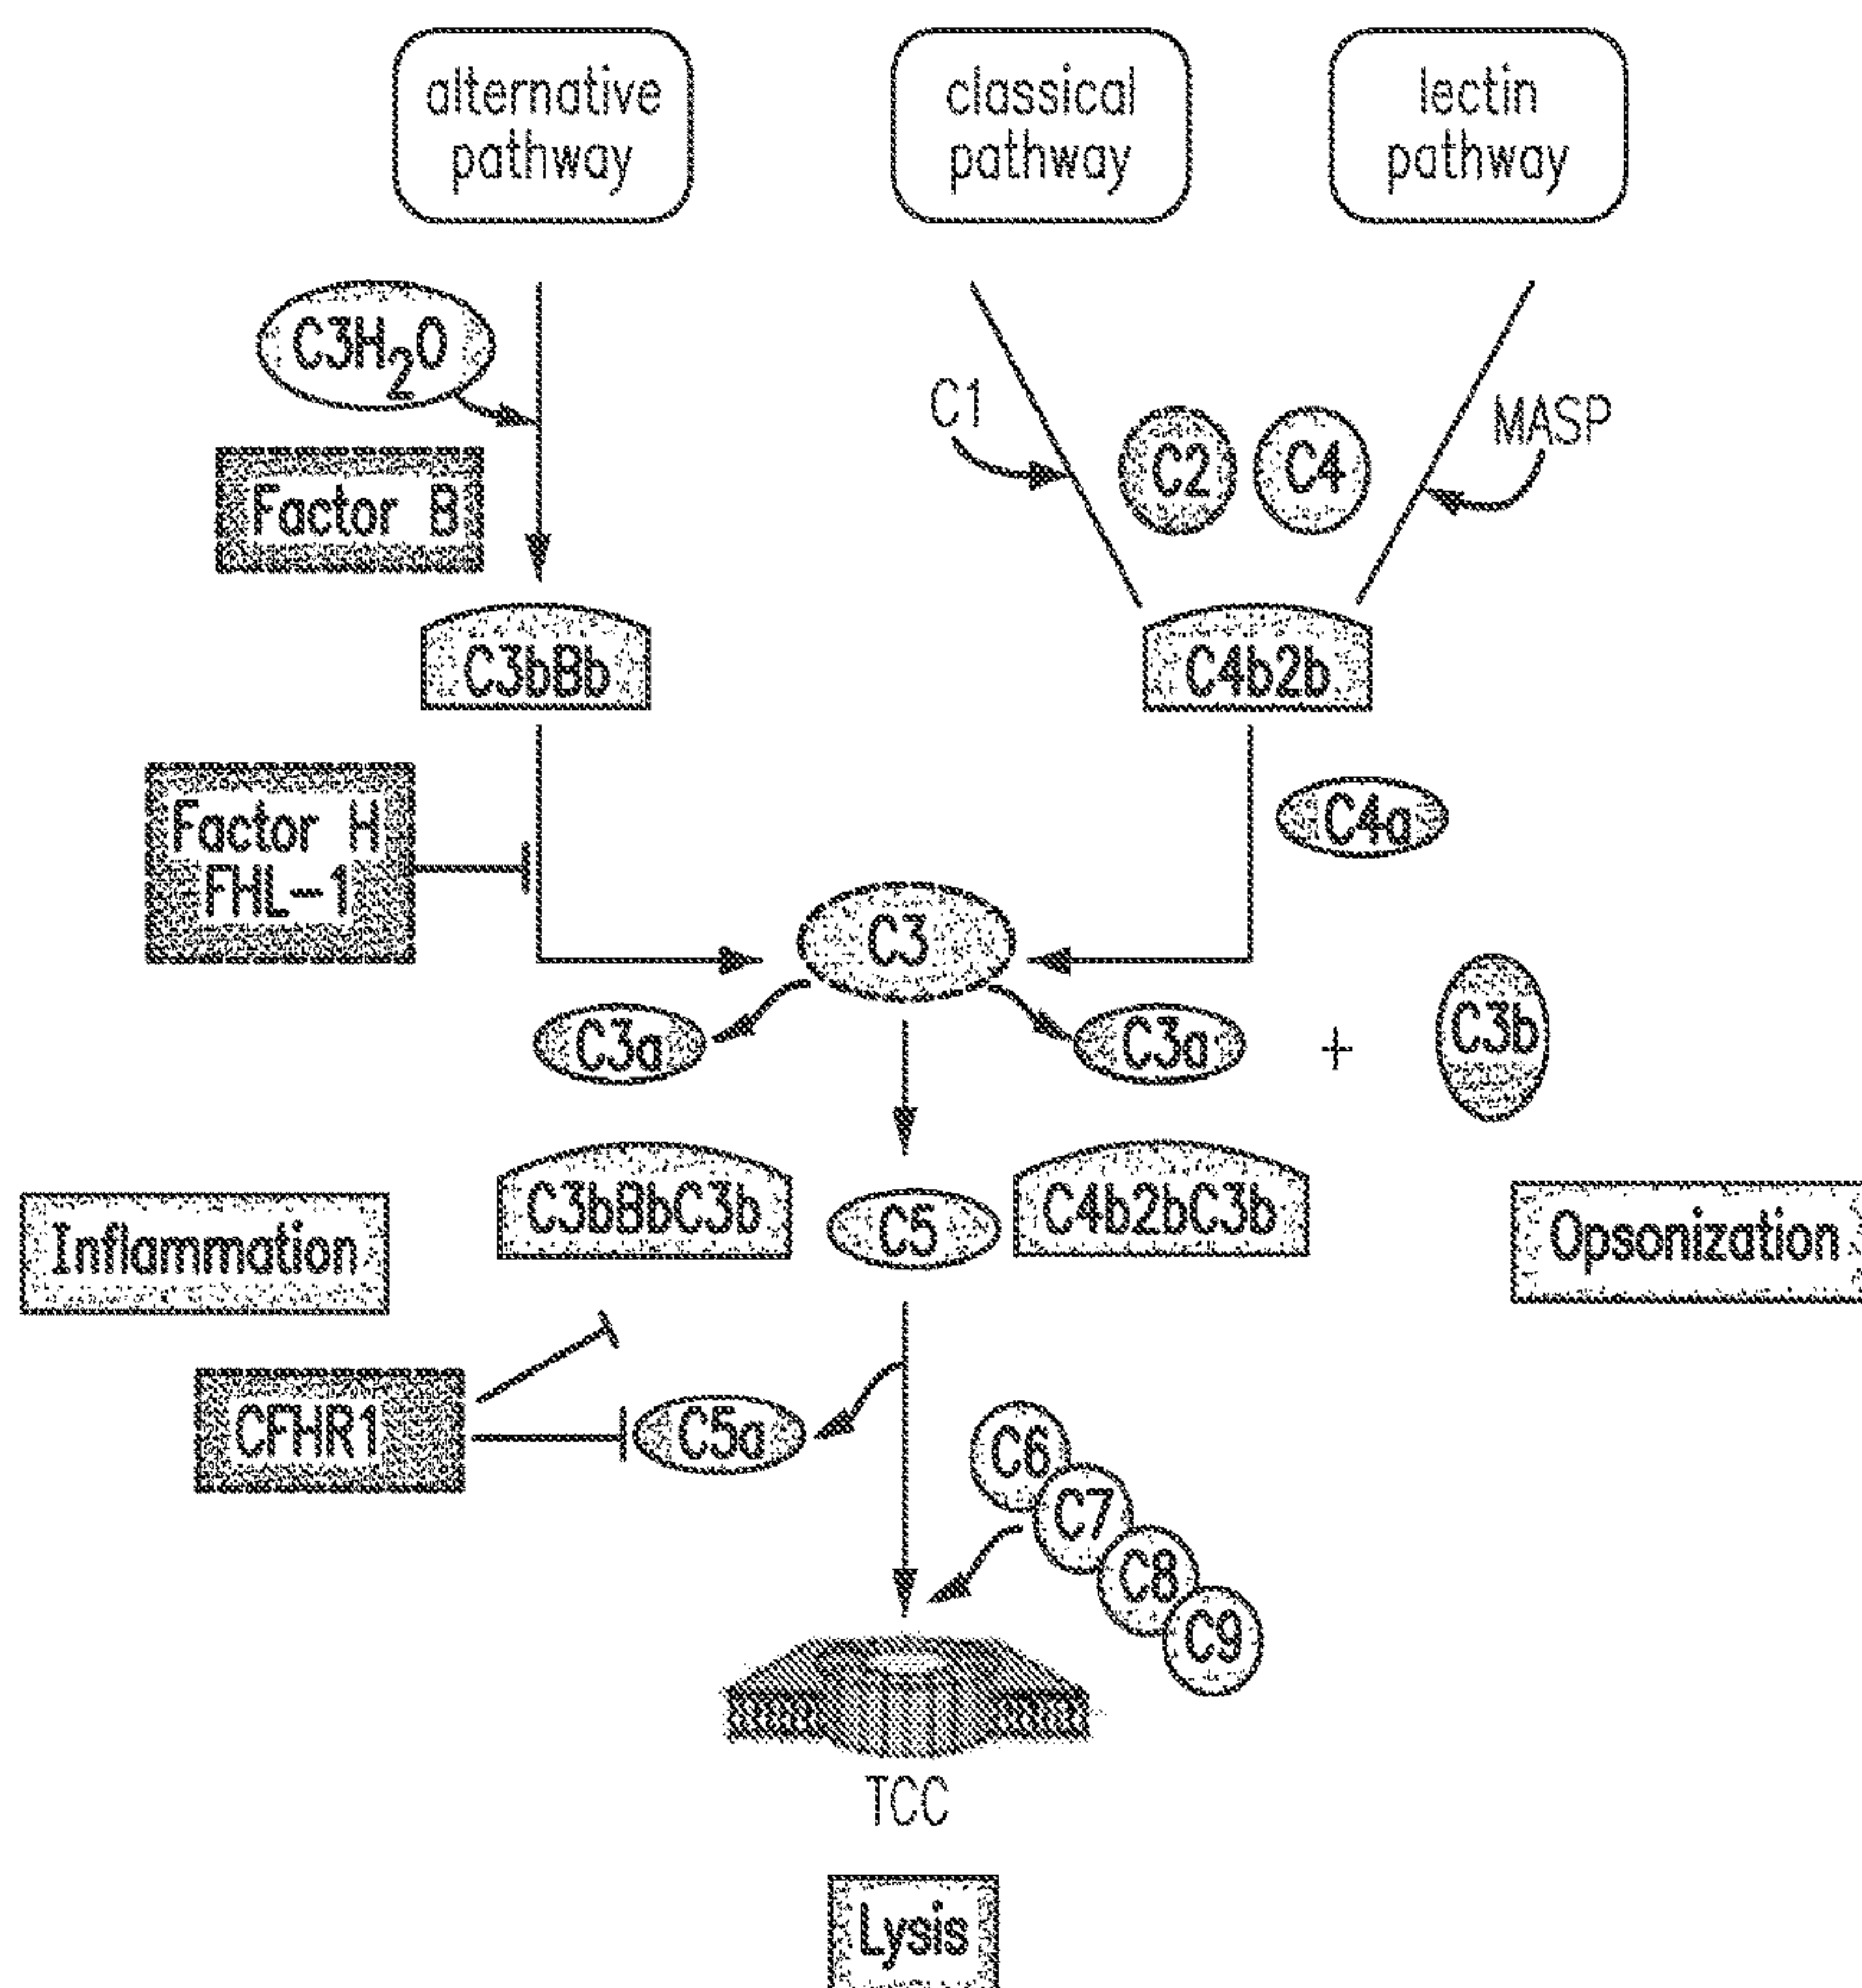 alternative
pathway
classical
pathway
lectin
pathway
C3H2O
C1
C2
C4
MASP
Factor B
C3bBb
C4b2b
Factor H
FHL-1
C4a
C3
C3a
C3a
+
C3b
C3bBbC3b
C5
C4b2bC3b
Inflammation
Opsonization
CFHR1
C5a
C6
C7
C8
C9
TCC
Lysis